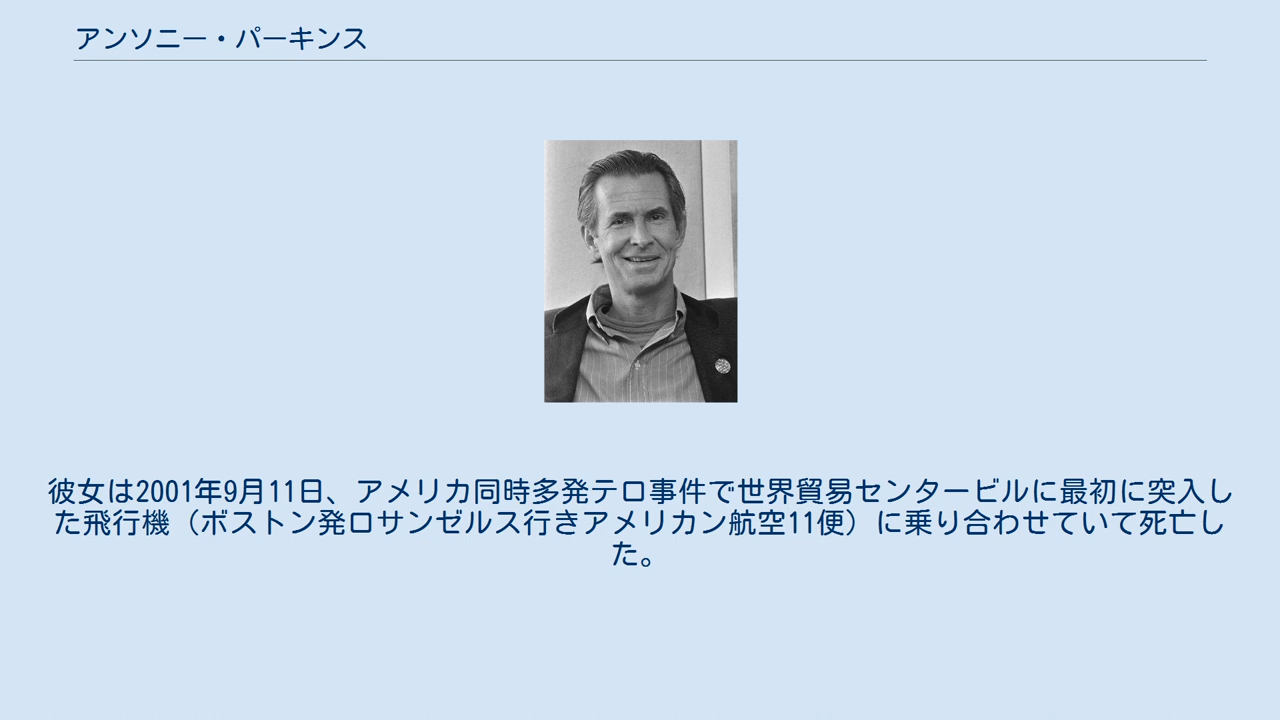 アンソニー・パーキンス
彼女は2001年9月11日、アメリカ同時多発テロ事件で世界貿易センタービルに最初に突入し
た飛行機（ボストン発ロサンゼルス行きアメリカン航空11便）に乗り合わせていて死亡し
た。